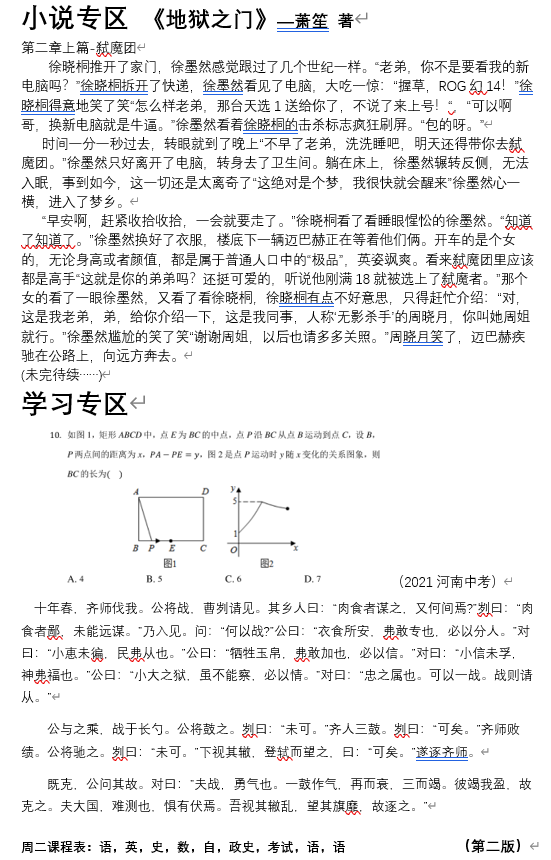 小说专区 《地狱之门》—萧笙 著
第二章上篇-弑魔团
徐晓桐推开了家门，徐墨然感觉跟过了几个世纪一样。“老弟，你不是要看我的新
电脑吗？”徐晓桐拆开了快递，徐墨然看见了电脑，大吃一惊：“握草，ROG 幻 14！”徐
晓桐得意地笑了笑“怎么样老弟，那台天选 1 送给你了，不说了来上号！“。“可以啊
哥，换新电脑就是牛逼。”徐墨然看着徐晓桐的击杀标志疯狂刷屏。“包的呀。”
时间一分一秒过去，转眼就到了晚上“不早了老弟，洗洗睡吧，明天还得带你去弑
魔团。”徐墨然只好离开了电脑，转身去了卫生间。躺在床上，徐墨然辗转反侧，无法
入眠，事到如今，这一切还是太离奇了“这绝对是个梦，我很快就会醒来”徐墨然心一
横，进入了梦乡。
“早安啊，赶紧收拾收拾，一会就要走了。”徐晓桐看了看睡眼惺忪的徐墨然。“知道
了知道了。”徐墨然换好了衣服，楼底下一辆迈巴赫正在等着他们俩。开车的是个女
的，无论身高或者颜值，都是属于普通人口中的“极品”，英姿飒爽。看来弑魔团里应该
都是高手“这就是你的弟弟吗？还挺可爱的，听说他刚满 18 就被选上了弑魔者。”那个
女的看了一眼徐墨然，又看了看徐晓桐，徐晓桐有点不好意思，只得赶忙介绍：“对，
这是我老弟，弟，给你介绍一下，这是我同事，人称‘无影杀手’的周晓月，你叫她周姐
就行。”徐墨然尴尬的笑了笑“谢谢周姐，以后也请多多关照。”周晓月笑了，迈巴赫疾
驰在公路上，向远方奔去。
(未完待续……)
学习专区
10. 如图 1，矩形 ABCD 中，点 E 为 BC 的中点，点 P 沿 BC 从点 B 运动到点 C，设 B，
P 两点间的距离为 x，PA－PE = y，图 2 是点 P 运动时 y 随 x 变化的关系图象，则
BC 的长为( )
A D y
5
1
B P E C O x
图1 图2
A. 4 B. 5 C. 6 D. 7 （2021 河南中考）
十年春，齐师伐我。公将战，曹刿请见。其乡人曰：“肉食者谋之，又何间焉?”刿曰：“肉
食者鄙，未能远谋。”乃入见。问：“何以战?”公曰：“衣食所安，弗敢专也，必以分人。”对
曰：“小惠未徧，民弗从也。”公曰：“牺牲玉帛，弗敢加也，必以信。”对曰：“小信未孚，
神弗福也。”公曰：“小大之狱，虽不能察，必以情。”对曰：“忠之属也。可以一战。战则请
从。”
公与之乘，战于长勺。公将鼓之。刿曰：“未可。”齐人三鼓。刿曰：“可矣。”齐师败
绩。公将驰之。刿曰：“未可。”下视其辙，登轼而望之，曰：“可矣。”遂逐齐师。
既克，公问其故。对曰：“夫战，勇气也。一鼓作气，再而衰，三而竭。彼竭我盈，故
克之。夫大国，难测也，惧有伏焉。吾视其辙乱，望其旗靡，故逐之。”
周二课程表：语，英，史，数，自，政史，考试，语，语 （第二版）